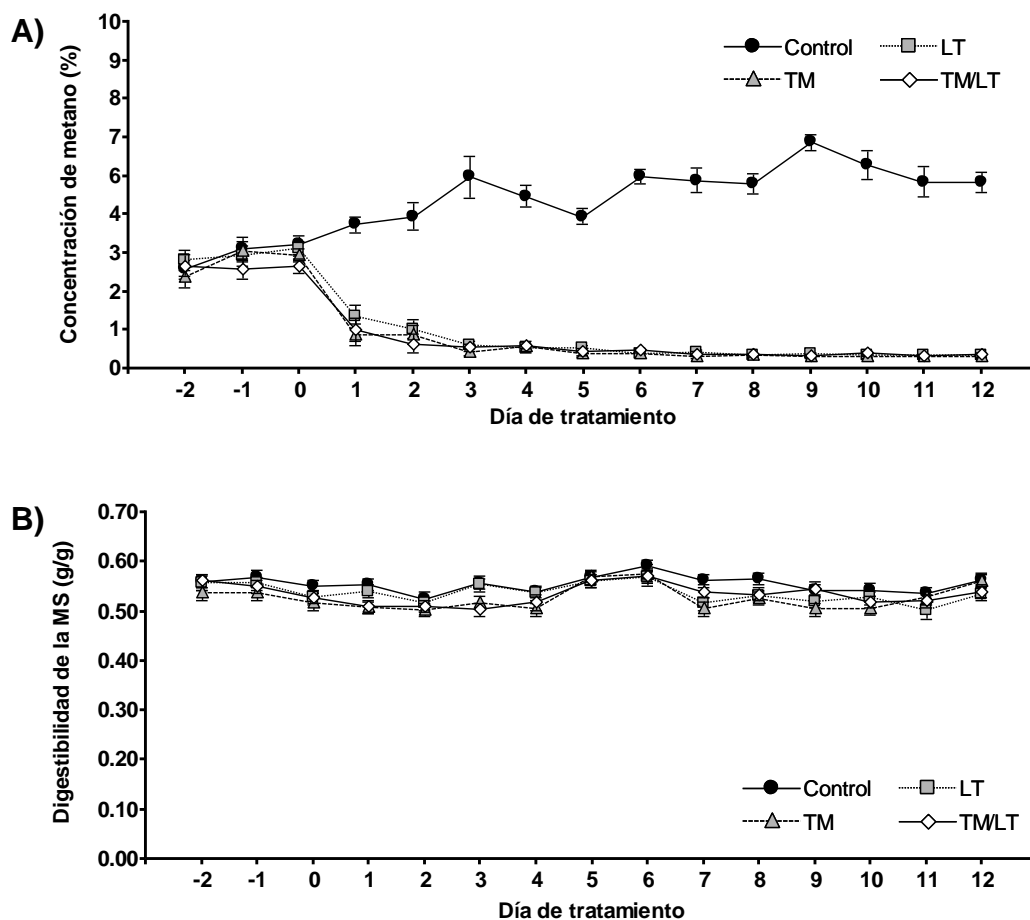 A)
Concentración de metano (%)
10
9
8
7
6
4
3
2
1
0
Control
LT
TM
TM/LT
-2 -1 0 1 2 3 4 5 6 7 8 9 10 11 12
Día de tratamiento
B)
Digestibilidad de la MS (g/g)
0.70
0.60
0.50
0.40
0.30
0.20
0.10
0.00
Control
LT
TM
TM/LT
-2 -1 0 1 2 3 4 5 6 7 8 9 10 11 12
Día de tratamiento